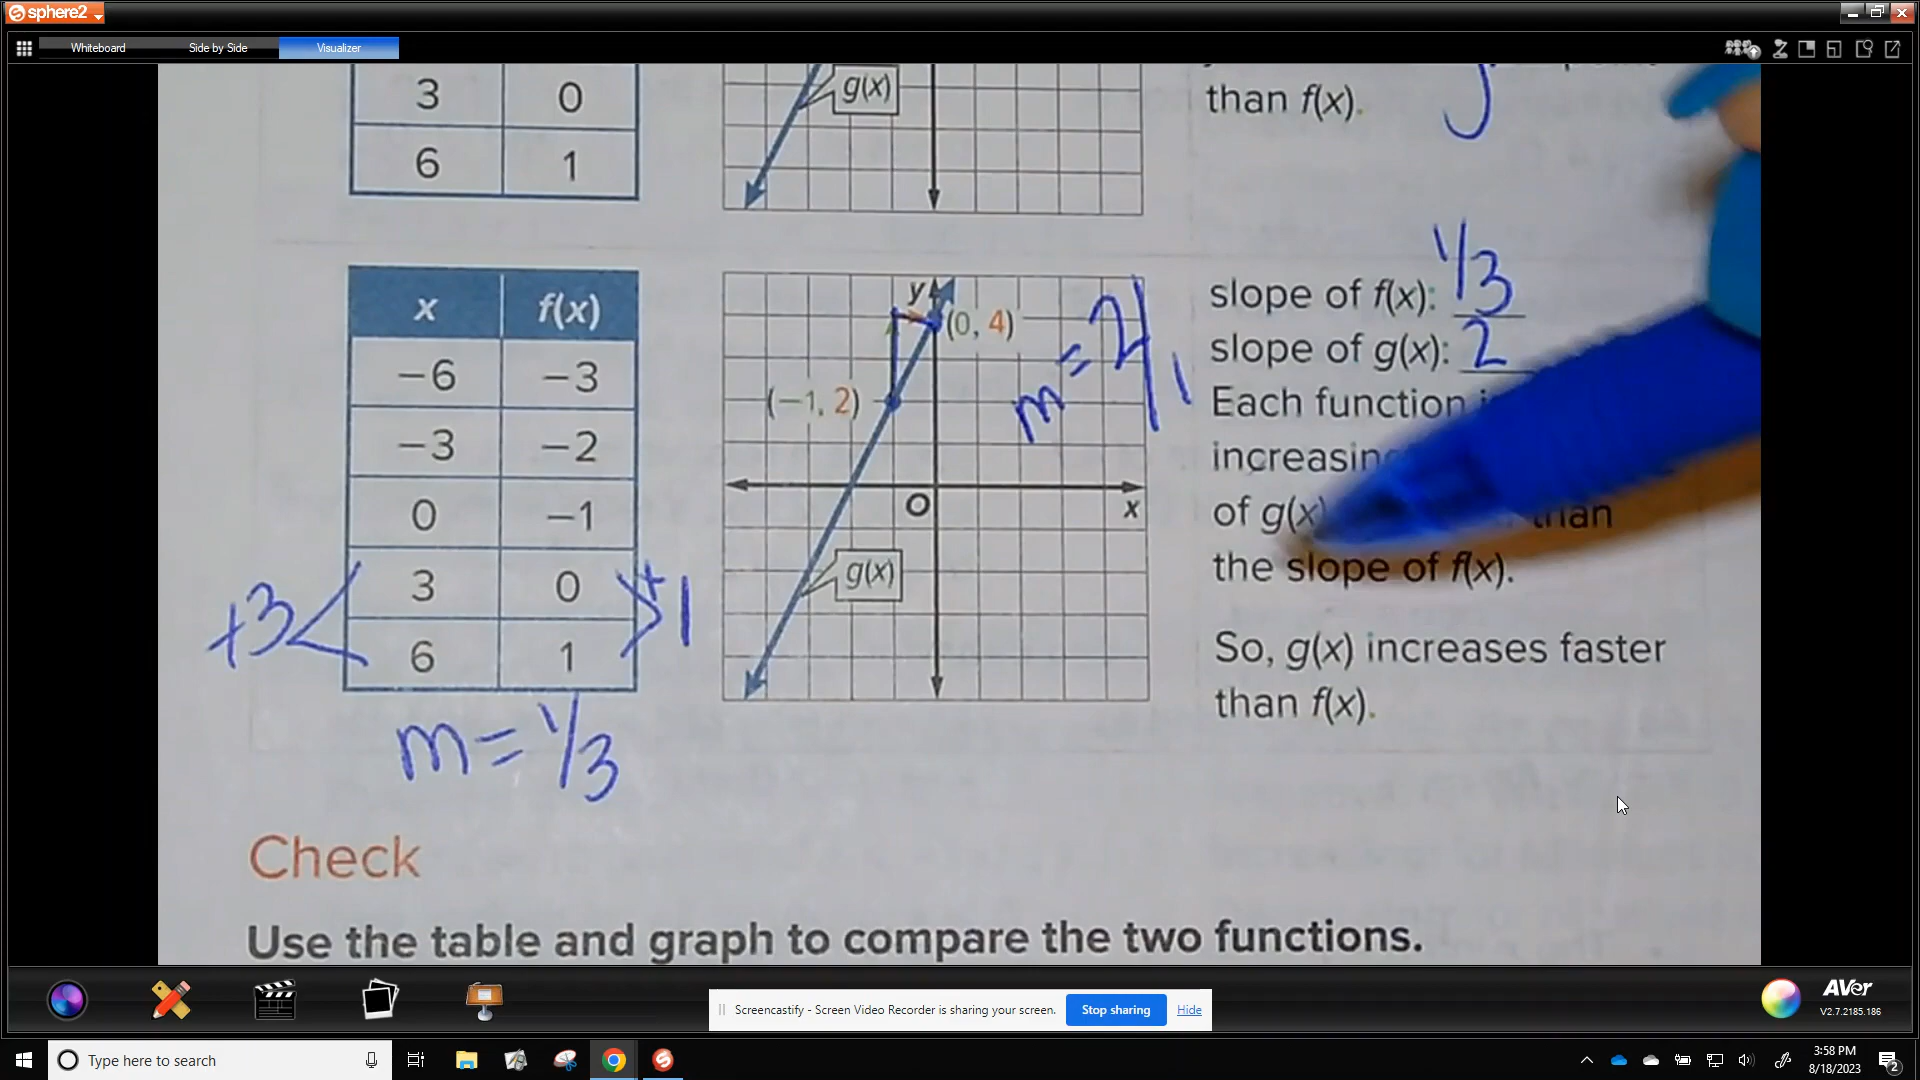 sphere2
Whiteboard
Side by Side
Visualizer
3 0
6 1
g(x)
than f(x).
x f(x)
−6 −3
−3 −2
0 −1
3 0
6 1
+3
+1
m = 1/3
y
(0, 4)
(−1, 2)
O
x
g(x)
m = 2/1
slope of f(x): 1/3
slope of g(x): 2
Each function
increasing
of g(x) than
the slope of f(x).
So, g(x) increases faster
than f(x).
Check
Use the table and graph to compare the two functions.
Screencastify - Screen Video Recorder is sharing your screen.
Stop sharing
Hide
AVer
V2.7.2185.186
Type here to search
3:58 PM
8/18/2023
2